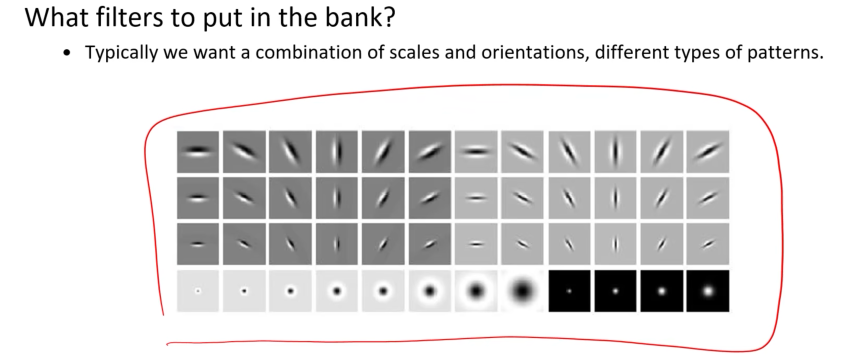 What filters to put in the bank?
• Typically we want a combination of scales and orientations, different types of patterns.